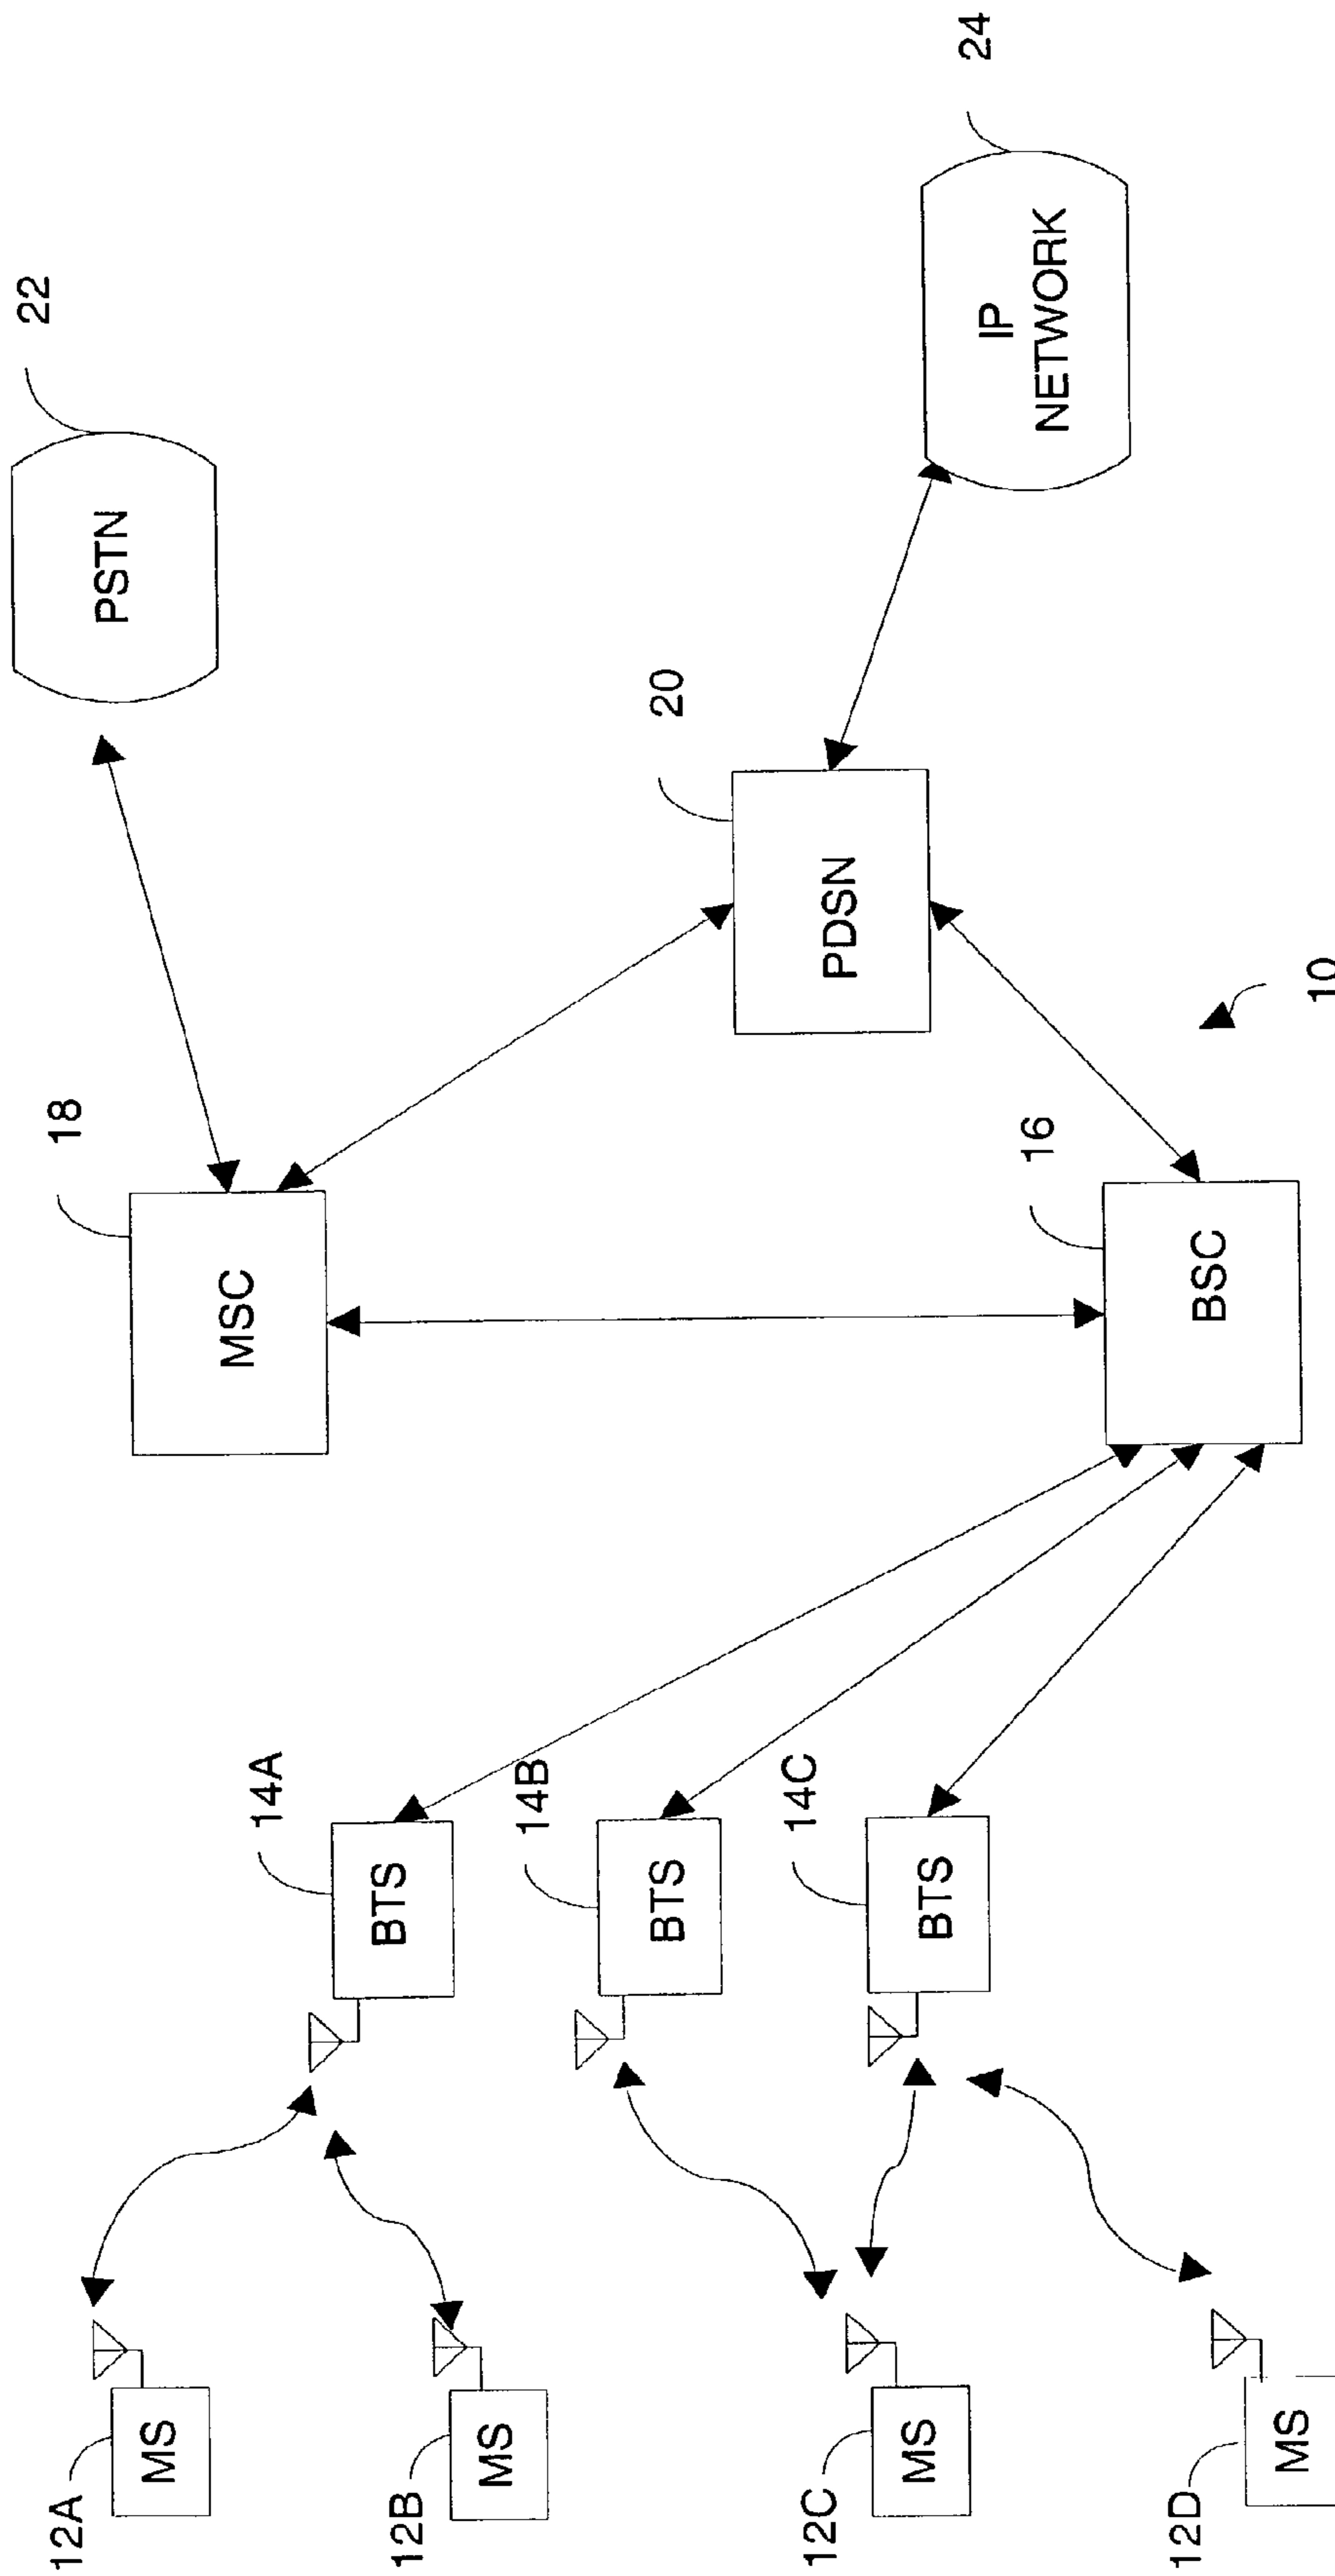 22
PSTN
24
IP
NETWORK
18
MSC
20
PDSN
16
BSC
10
14A
BTS
14B
BTS
14C
BTS
12A
MS
12B
MS
12C
MS
12D
MS